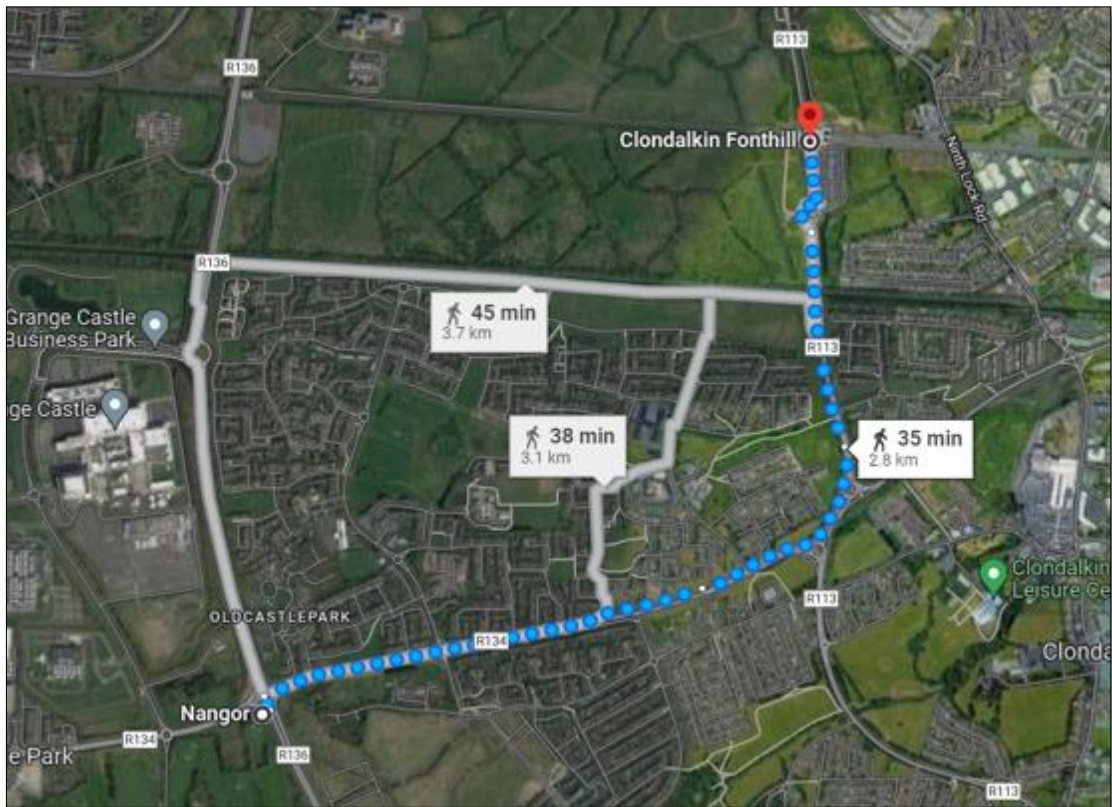 R113
R136
Clondalkin Fonthill
Ninth Lock Rd
R136
45 min
3.7 km
Grange Castle
Business Park
R113
ge Castle
38 min
3.1 km
35 min
2.8 km
Clondalkin
Leisure Ce
R113
OLDCASTLEPARK
R134
Clonda
Nangor
R134
R136
e Park
R113